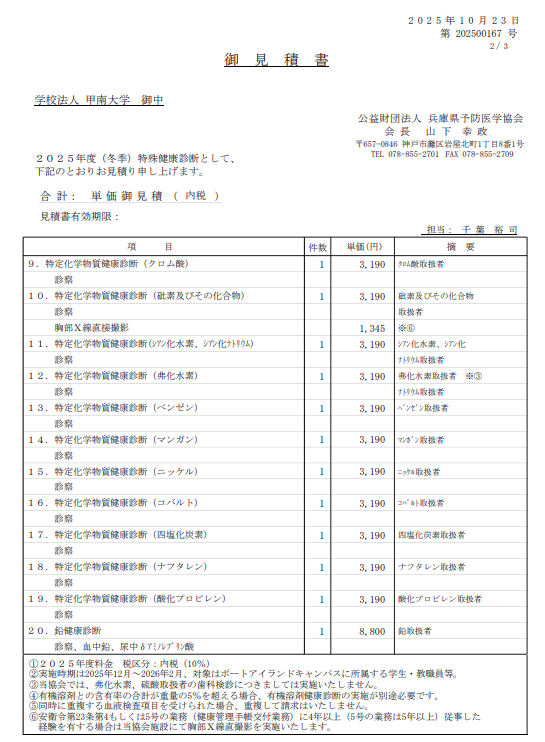 2025年10月23日
第 202500167 号
2/3
御見積書
学校法人 甲南大学 御中
公益財団法人 兵庫県予防医学協会
会長 山下 幸政
〒657-0846 神戸市灘区岩屋北町1丁目8番1号
TEL 078-855-2701 FAX 078-855-2709
2025年度（冬季）特殊健康診断として、
下記のとおりお見積り申し上げます。
合計： 単価御見積 （ 内税 ）
見積書有効期限：
担当： 千葉 裕司
項 目 件数 単価(円) 摘 要
9．特定化学物質健康診断（クロム酸） 1 3,190 ｸﾛﾑ酸取扱者
診察
10．特定化学物質健康診断（砒素及びその化合物） 1 3,190 砒素及びその化合物
診察 取扱者
胸部Ｘ線直接撮影 1,345 ※⑥
11．特定化学物質健康診断(ｼｱﾝ化水素、ｼｱﾝ化ﾅﾄﾘｳﾑ) 1 3,190 ｼｱﾝ化水素、ｼｱﾝ化
診察 ﾅﾄﾘｳﾑ取扱者
12．特定化学物質健康診断（弗化水素） 1 3,190 弗化水素取扱者 ※③
診察 ﾅﾄﾘｳﾑ取扱者
13．特定化学物質健康診断（ベンゼン） 1 3,190 ﾍﾞﾝｾﾞﾝ取扱者
診察
14．特定化学物質健康診断（マンガン） 1 3,190 ﾏﾝｶﾞﾝ取扱者
診察
15．特定化学物質健康診断（ニッケル） 1 3,190 ﾆｯｹﾙ取扱者
診察
16．特定化学物質健康診断（コバルト） 1 3,190 ｺﾊﾞﾙﾄ取扱者
診察
17．特定化学物質健康診断（四塩化炭素） 1 3,190 四塩化炭素取扱者
診察
18．特定化学物質健康診断（ナフタレン） 1 3,190 ナフタレン取扱者
診察
19．特定化学物質健康診断（酸化プロピレン） 1 3,190 酸化プロピレン取扱者
診察
20．鉛健康診断 1 8,800 鉛取扱者
診察、血中鉛、尿中δｱﾐﾉﾚﾌﾞﾘﾝ酸
①2025年度料金 税区分：内税（10%）
②実施時期は2025年12月～2026年2月、対象はポートアイランドキャンパスに所属する学生・教職員等。
③当協会では、弗化水素、硫酸取扱者の歯科検診につきましては実施いたしません。
④有機溶剤との含有率の合計が重量の5%を超える場合、有機溶剤健康診断の実施が別途必要です。
⑤同時に重複する血液検査項目を受けられた場合、重複して請求はいたしません。
⑥安衛令第23条第4もしくは5号の業務（健康管理手帳交付業務）に4年以上（5号の業務は5年以上）従事した
経験を有する場合は当協会施設にて胸部Ｘ線直接撮影を実施いたします。